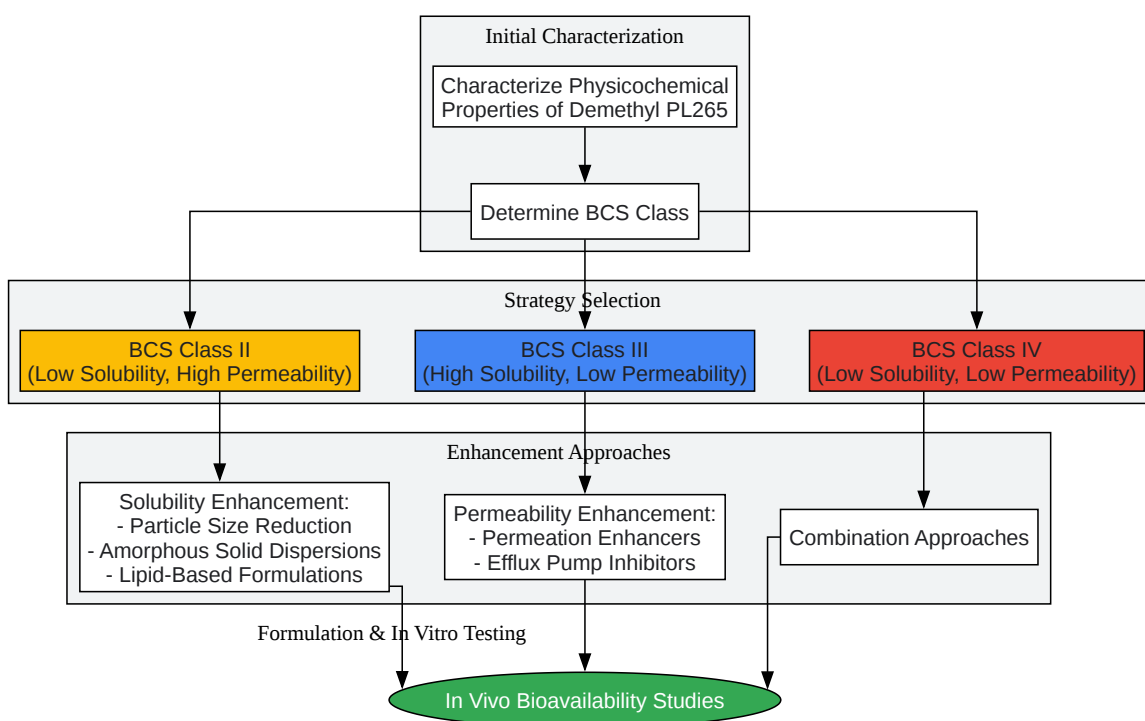 Initial Characterization
Characterize Physicochemical
Properties of Demethyl PL265
Determine BCS Class
Strategy Selection
BCS Class II
(Low Solubility, High Permeability)
BCS Class III
(High Solubility, Low Permeability)
BCS Class IV
(Low Solubility, Low Permeability)
Enhancement Approaches
Solubility Enhancement:
- Particle Size Reduction
- Amorphous Solid Dispersions
- Lipid-Based Formulations
Permeability Enhancement:
- Permeation Enhancers
- Efflux Pump Inhibitors
Combination Approaches
Formulation & In Vitro Testing
In Vivo Bioavailability Studies